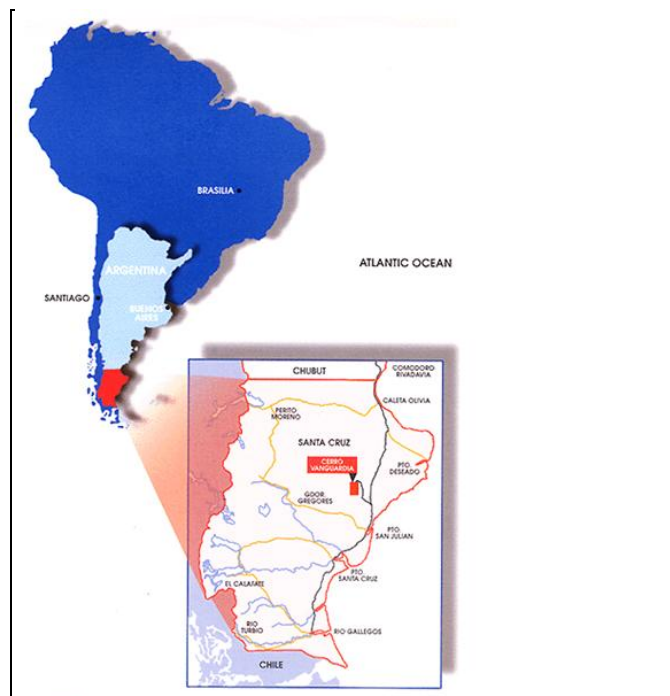 BRASILIA
ATLANTIC OCEAN
ARGENTINA
SANTIAGO
BUENOS
AIRES
CHUBUT
COMODORO
RIVADAVIA
CALETA OLIVIA
PERITO
MORENO
SANTA CRUZ
CERRO
VANGUARDIA
PTO.
DESEADO
GDOR.
GREGORES
PTO.
SAN JULIAN
PTO.
SANTA CRUZ
EL CALAFATE
RIO
TURBIO
RIO GALLEGOS
CHILE